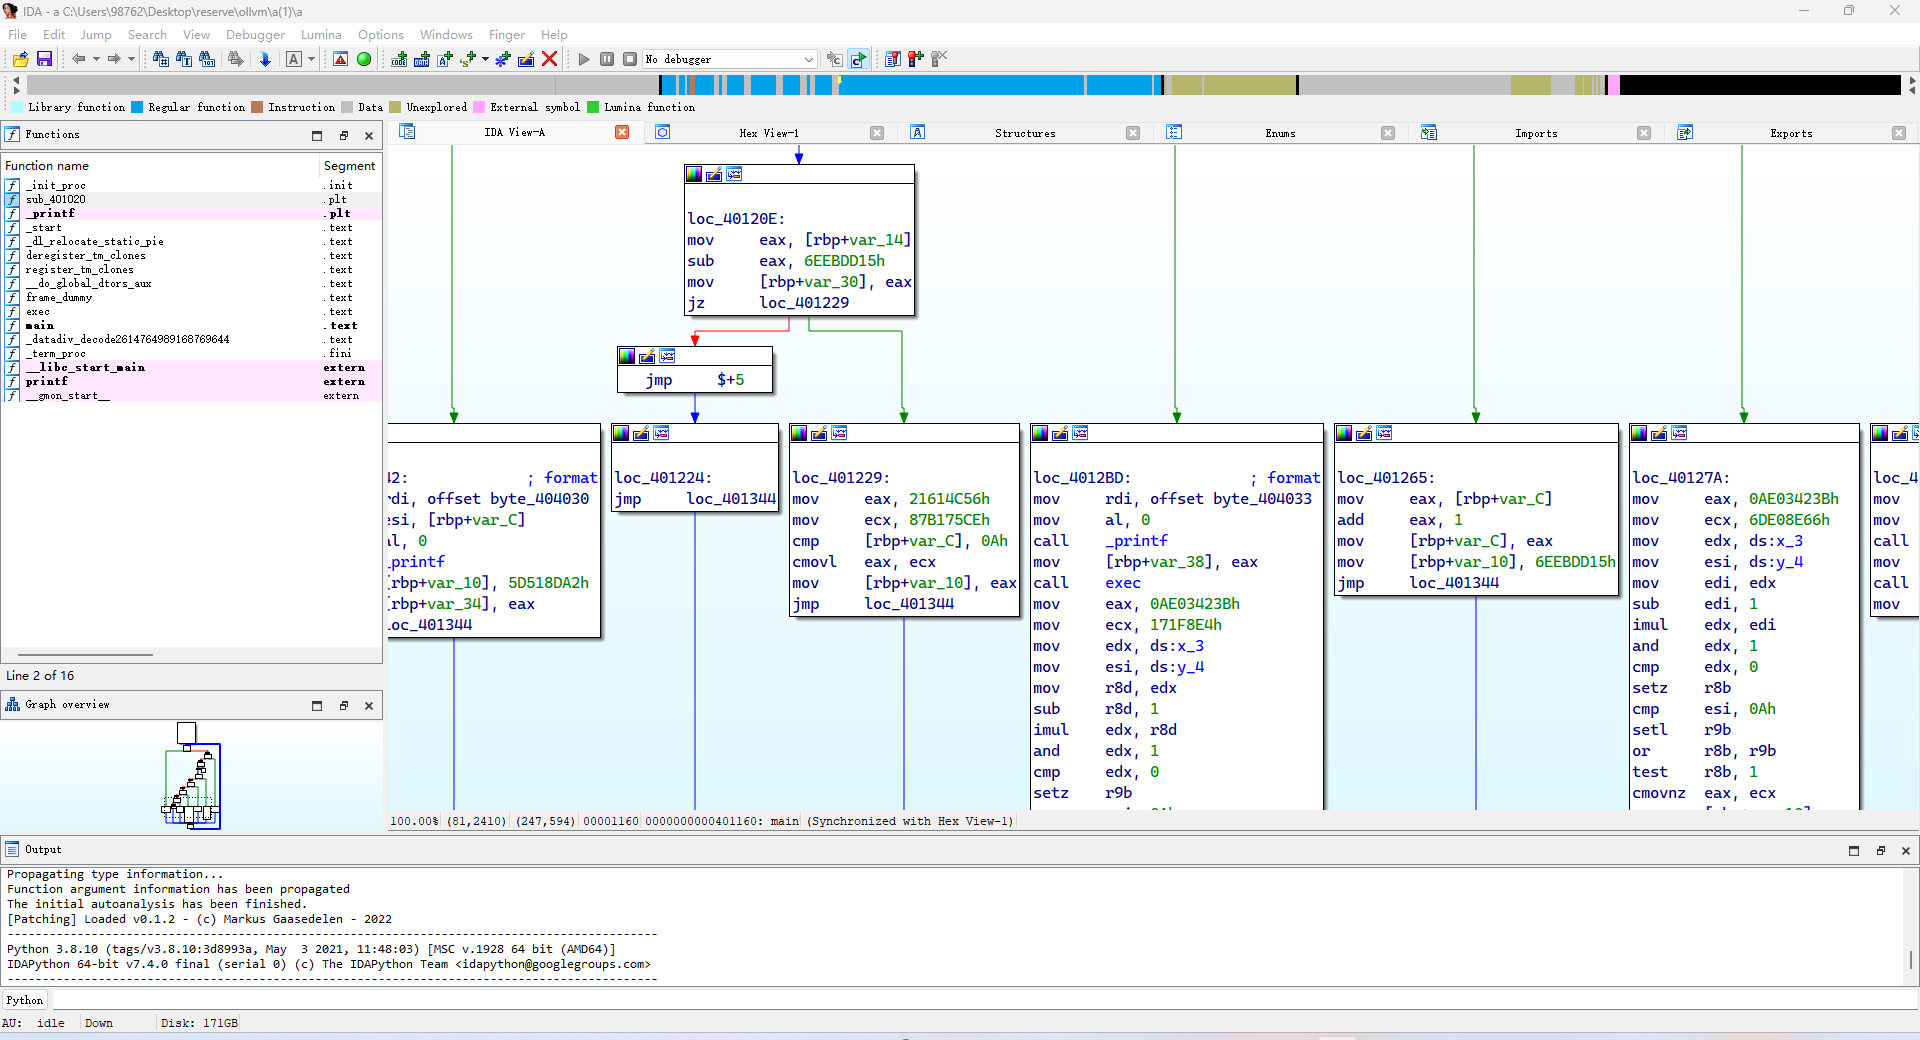 IDA - a C:\Users\98762\Desktop\reserve\ollvm\a(1)\a
File Edit Jump Search View Debugger Lumina Options Windows Finger Help
No debugger
Library function Regular function Instruction Data Unexplored External symbol Lumina function
Functions
Function name Segment
_init_proc .init
sub_401020 .plt
_printf .plt
_start .text
_dl_relocate_static_pie .text
deregister_tm_clones .text
register_tm_clones .text
__do_global_dtors_aux .text
frame_dummy .text
exec .text
main .text
_datadiv_decode2614764989168769644 .text
_term_proc .fini
__libc_start_main extern
printf extern
__gmon_start__ extern
Line 2 of 16
Graph overview
IDA View-A Hex View-1 Structures Enums Imports Exports
loc_40120E:
mov eax, [rbp+var_14]
sub eax, 6EEBDD15h
mov [rbp+var_30], eax
jz loc_401229
jmp $+5
42: ; format
rdi, offset byte_404030
esi, [rbp+var_C]
al, 0
_printf
[rbp+var_10], 5D518DA2h
[rbp+var_34], eax
loc_401344
loc_401224:
jmp loc_401344
loc_401229:
mov eax, 21614C56h
mov ecx, 87B175CEh
cmp [rbp+var_C], 0Ah
cmovl eax, ecx
mov [rbp+var_10], eax
jmp loc_401344
loc_4012BD: ; format
mov rdi, offset byte_404033
mov al, 0
call _printf
mov [rbp+var_38], eax
call exec
mov eax, 0AE03423Bh
mov ecx, 171F8E4h
mov edx, ds:x_3
mov esi, ds:y_4
mov r8d, edx
sub r8d, 1
imul edx, r8d
and edx, 1
cmp edx, 0
setz r9b
loc_401265:
mov eax, [rbp+var_C]
add eax, 1
mov [rbp+var_C], eax
mov [rbp+var_10], 6EEBDD15h
jmp loc_401344
loc_40127A:
mov eax, 0AE03423Bh
mov ecx, 6DE08E66h
mov edx, ds:x_3
mov esi, ds:y_4
mov edi, edx
sub edi, 1
imul edx, edi
and edx, 1
cmp edx, 0
setz r8b
cmp esi, 0Ah
setl r9b
or r8b, r9b
test r8b, 1
cmovnz eax, ecx
loc_4
mov
mov
call
mov
call
mov
100.00% (81,2410) (247,594) 00001160 0000000000401160: main (Synchronized with Hex View-1)
Output
Propagating type information...
Function argument information has been propagated
The initial autoanalysis has been finished.
[Patching] Loaded v0.1.2 - (c) Markus Gaasedelen - 2022
Python 3.8.10 (tags/v3.8.10:3d8993a, May 3 2021, 11:48:03) [MSC v.1928 64 bit (AMD64)]
IDAPython 64-bit v7.4.0 final (serial 0) (c) The IDAPython Team <idapython@googlegroups.com>
Python
AU: idle Down Disk: 171GB